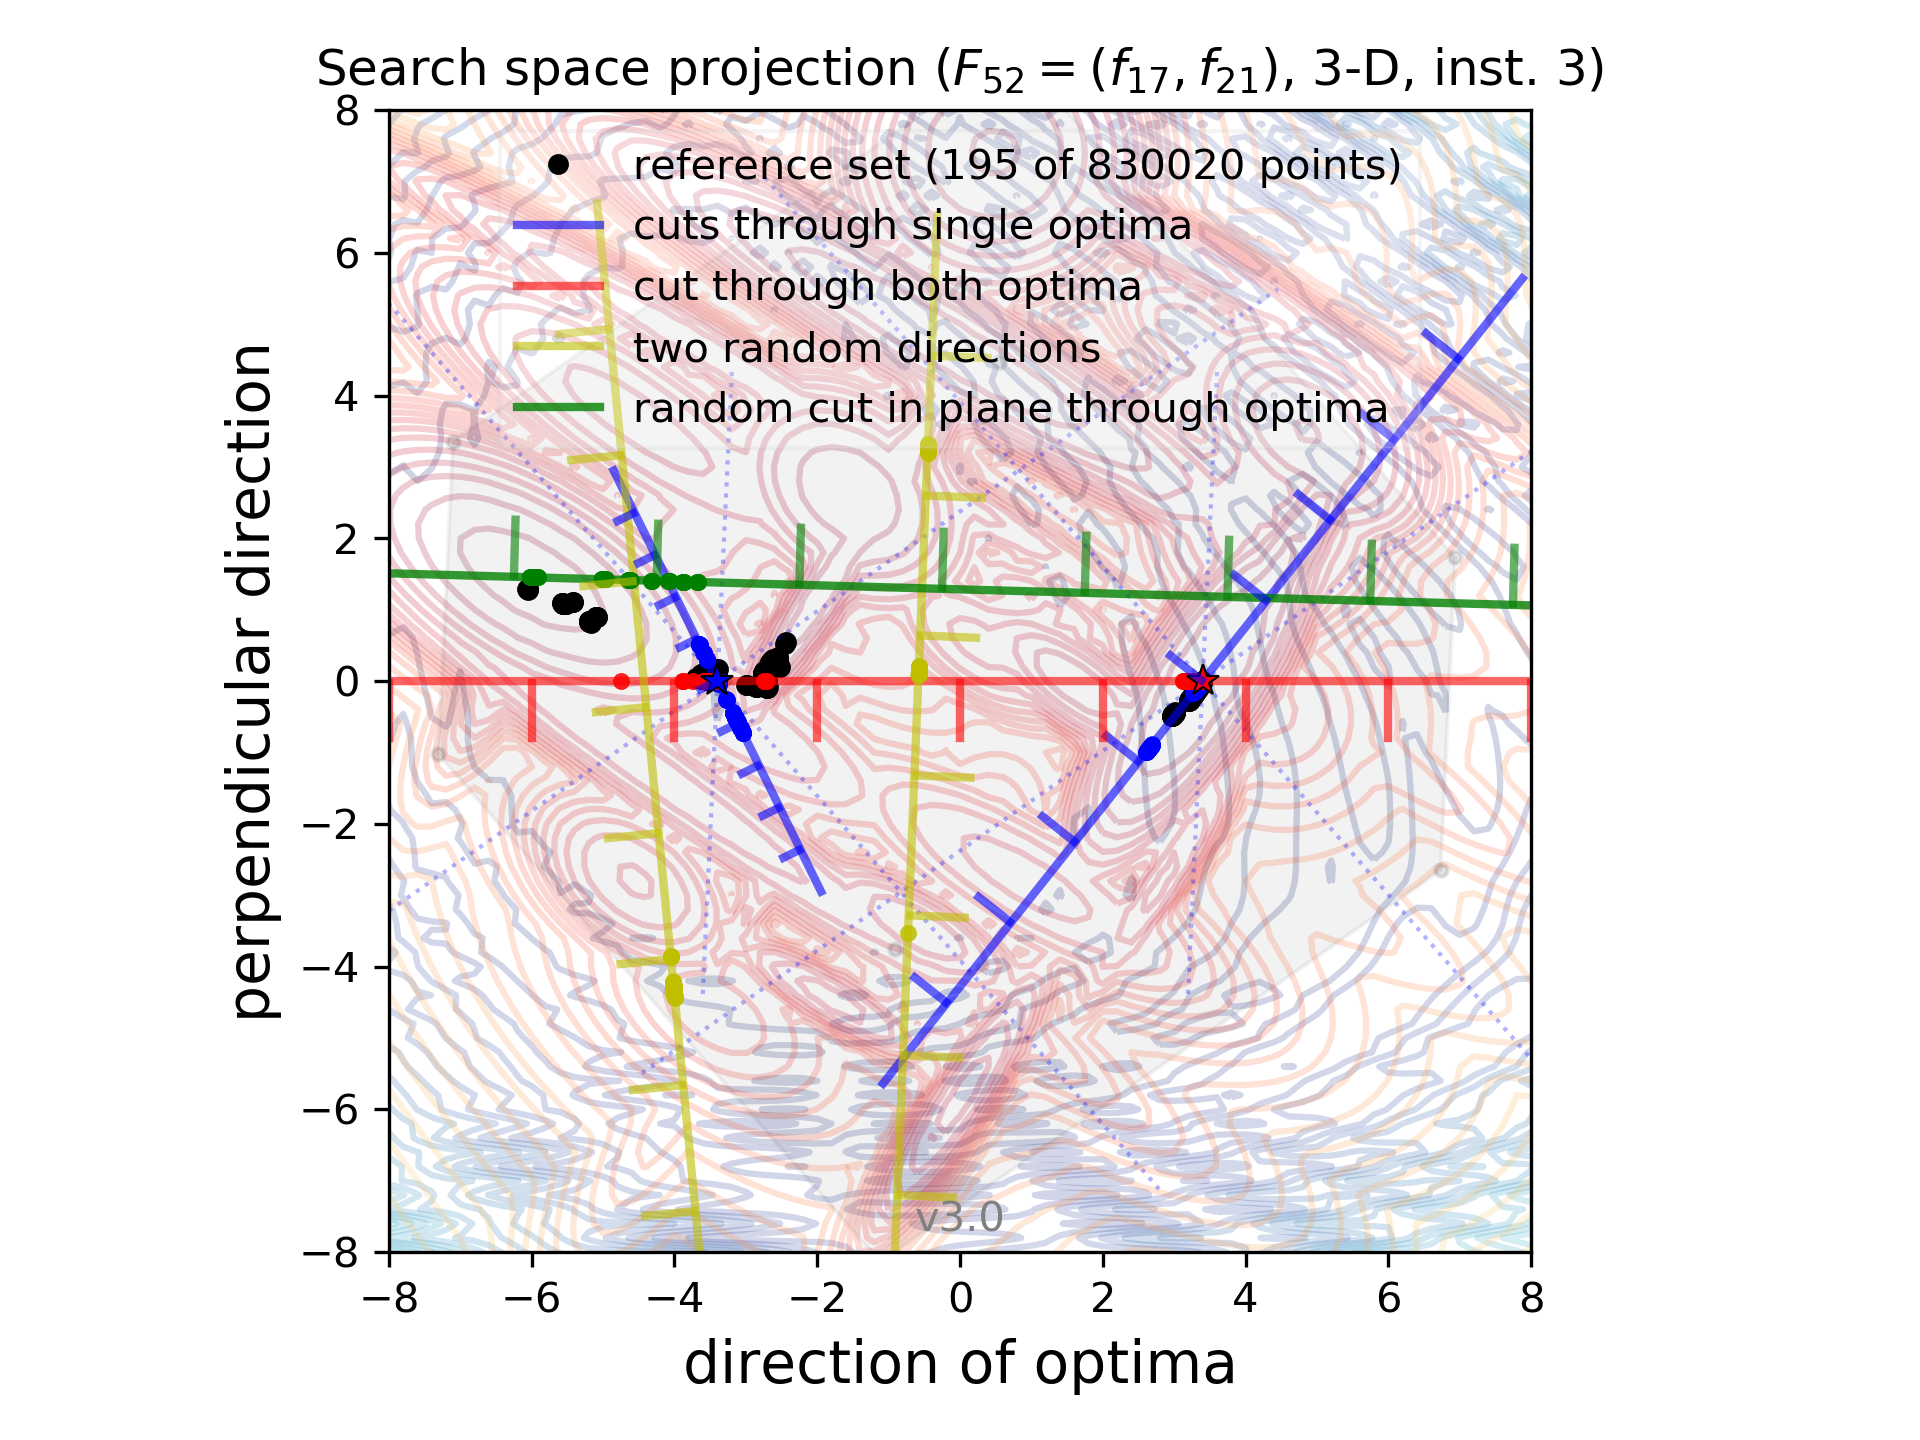 Search space projection (F52 = (f17, f21), 3-D, inst. 3)
reference set (195 of 830020 points)
cuts through single optima
cut through both optima
two random directions
random cut in plane through optima
perpendicular direction
8
6
4
2
0
−2
−4
−6
−8
v3.0
−8 −6 −4 −2 0 2 4 6 8
direction of optima